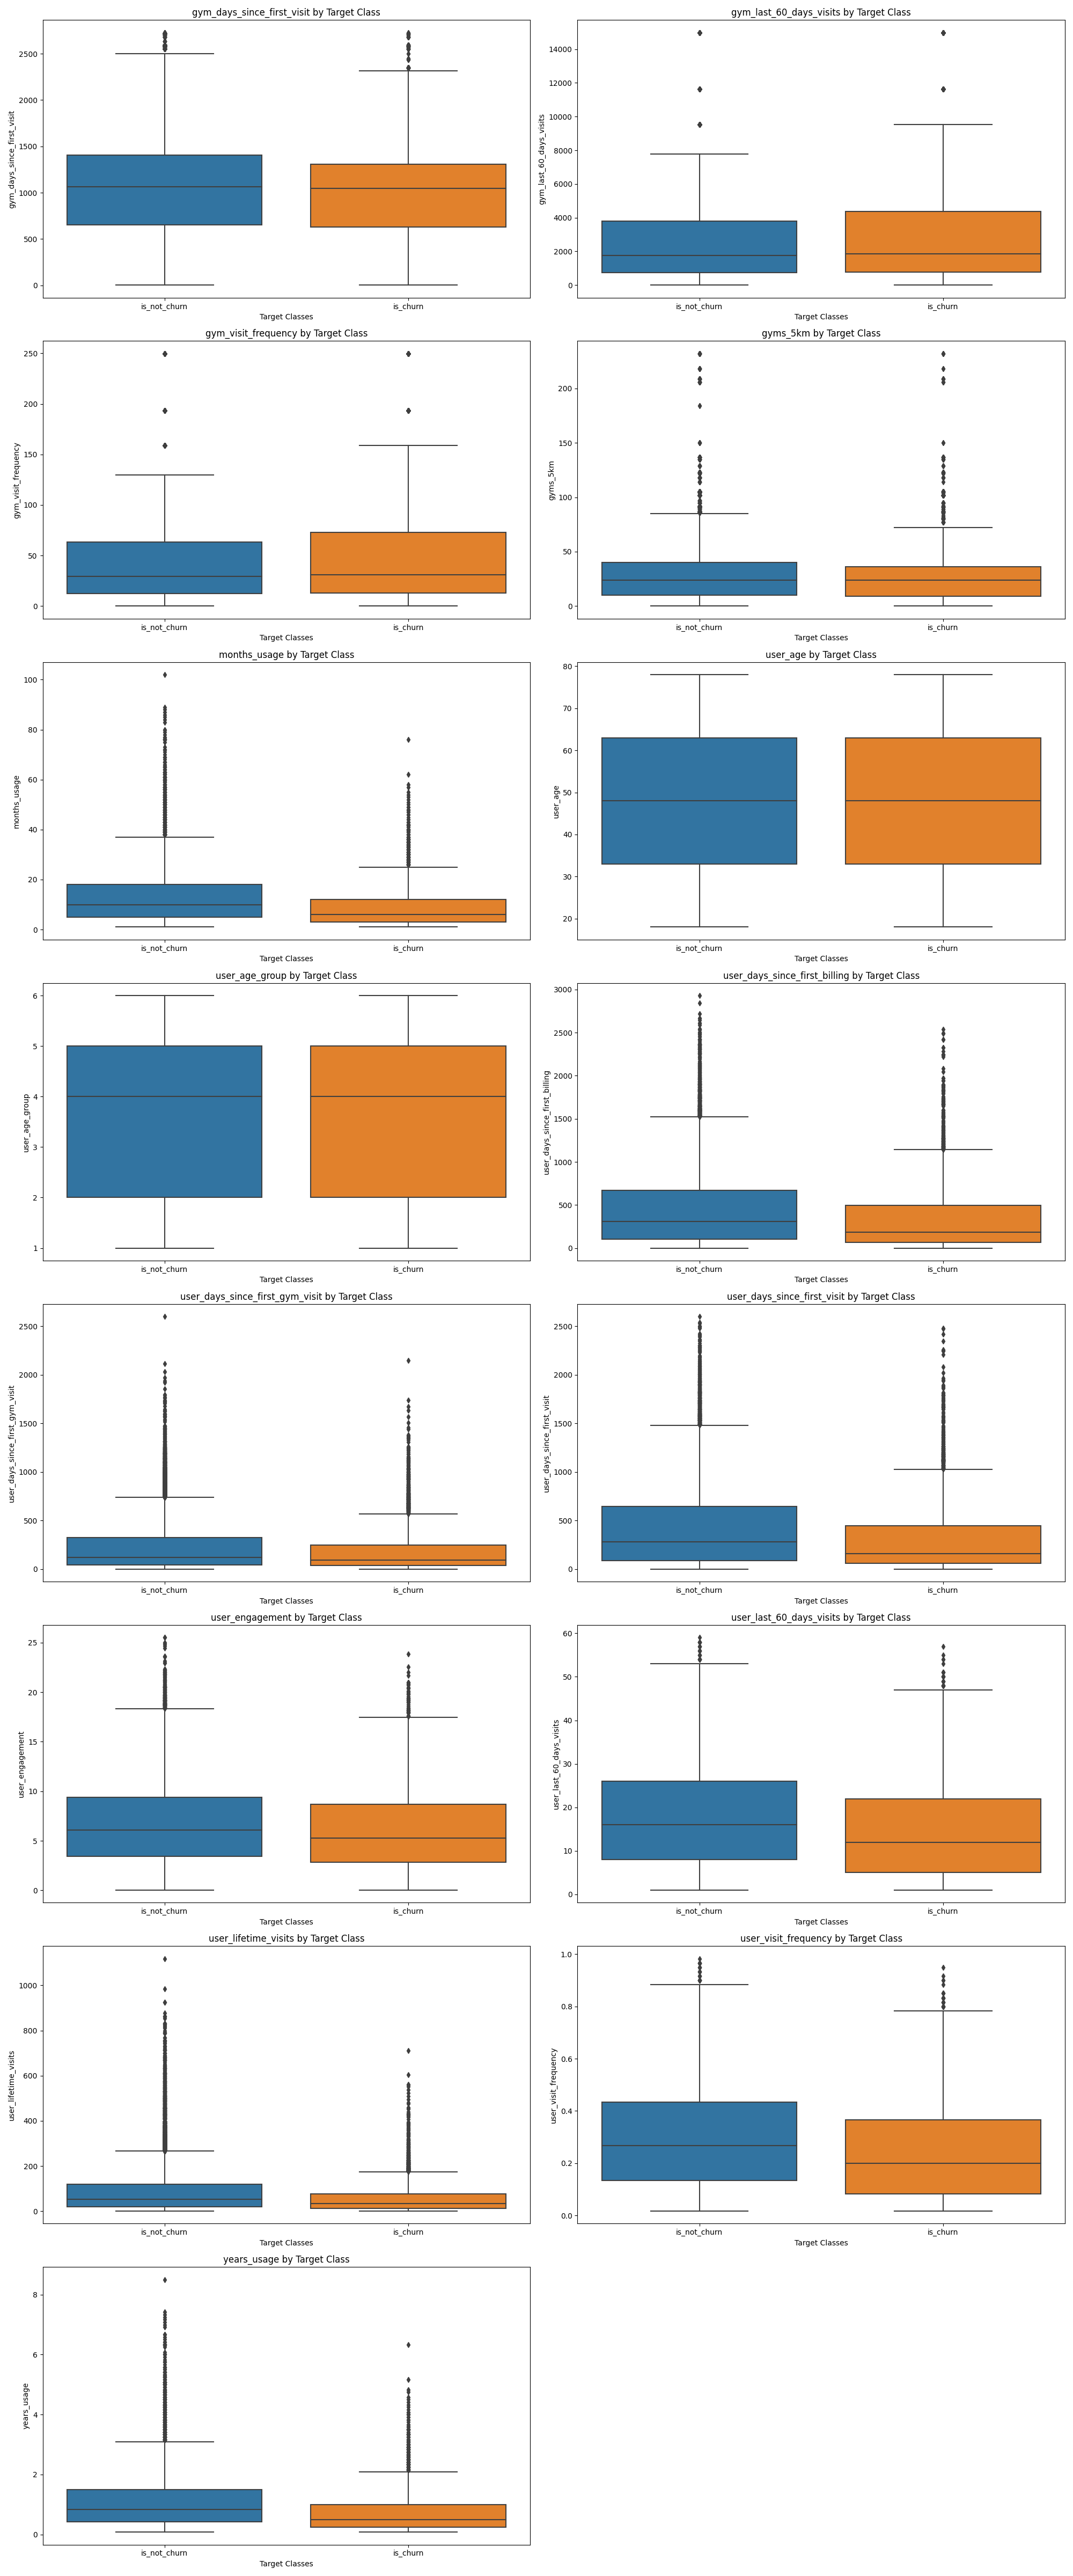 gym_days_since_first_visit by Target Class
gym_days_since_first_visit
2500
2000
1500
1000
500
0
is_not_churn
is_churn
Target Classes
gym_last_60_days_visits by Target Class
gym_last_60_days_visits
14000
12000
10000
8000
6000
4000
2000
0
is_not_churn
is_churn
Target Classes
gym_visit_frequency by Target Class
gym_visit_frequency
250
200
150
100
50
0
is_not_churn
is_churn
Target Classes
gyms_5km by Target Class
gyms_5km
200
150
100
50
0
is_not_churn
is_churn
Target Classes
months_usage by Target Class
months_usage
100
80
60
40
20
0
is_not_churn
is_churn
Target Classes
user_age by Target Class
user_age
80
70
60
50
40
30
20
is_not_churn
is_churn
Target Classes
user_age_group by Target Class
user_age_group
6
5
4
3
2
1
is_not_churn
is_churn
Target Classes
user_days_since_first_billing by Target Class
user_days_since_first_billing
3000
2500
2000
1500
1000
500
0
is_not_churn
is_churn
Target Classes
user_days_since_first_gym_visit by Target Class
user_days_since_first_gym_visit
2500
2000
1500
1000
500
0
is_not_churn
is_churn
Target Classes
user_days_since_first_visit by Target Class
user_days_since_first_visit
2500
2000
1500
1000
500
0
is_not_churn
is_churn
Target Classes
user_engagement by Target Class
user_engagement
25
20
15
10
5
0
is_not_churn
is_churn
Target Classes
user_last_60_days_visits by Target Class
user_last_60_days_visits
60
50
40
30
20
10
0
is_not_churn
is_churn
Target Classes
user_lifetime_visits by Target Class
user_lifetime_visits
1000
800
600
400
200
0
is_not_churn
is_churn
Target Classes
user_visit_frequency by Target Class
user_visit_frequency
1.0
0.8
0.6
0.4
0.2
0.0
is_not_churn
is_churn
Target Classes
years_usage by Target Class
years_usage
8
6
4
2
0
is_not_churn
is_churn
Target Classes